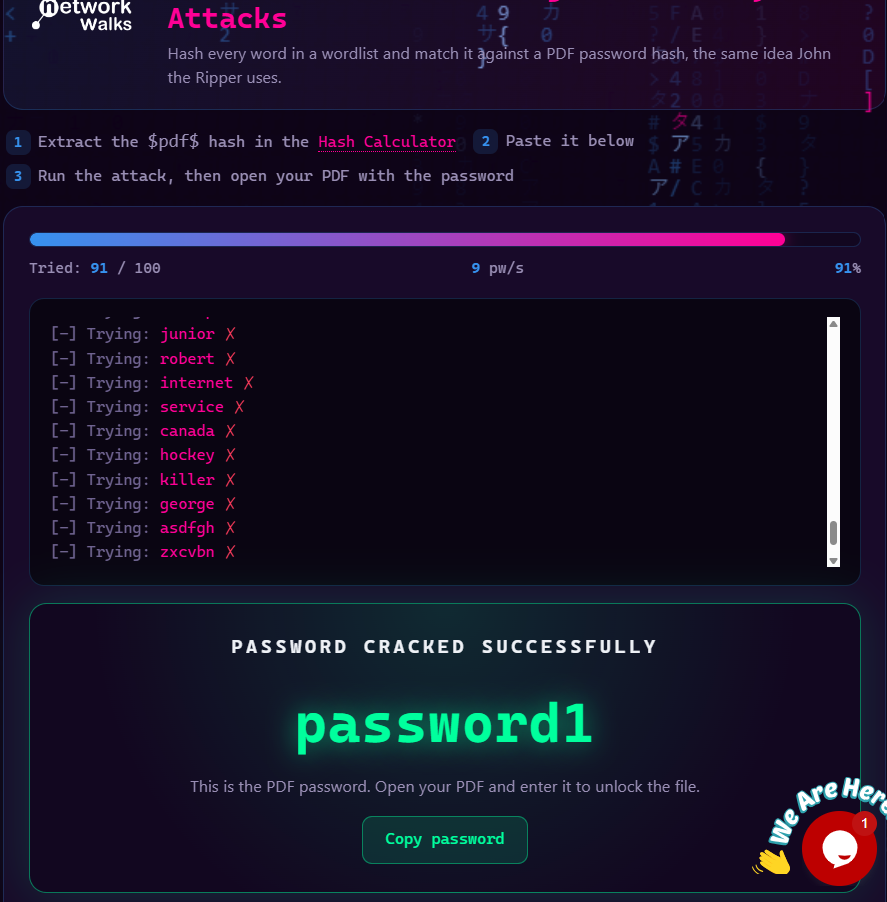 network
Walks
Attacks
Hash every word in a wordlist and match it against a PDF password hash, the same idea John
the Ripper uses.
1 Extract the $pdf$ hash in the Hash Calculator 2 Paste it below
3 Run the attack, then open your PDF with the password
Tried: 91 / 100 9 pw/s 91%
[-] Trying: junior ✗
[-] Trying: robert ✗
[-] Trying: internet ✗
[-] Trying: service ✗
[-] Trying: canada ✗
[-] Trying: hockey ✗
[-] Trying: killer ✗
[-] Trying: george ✗
[-] Trying: asdfgh ✗
[-] Trying: zxcvbn ✗
PASSWORD CRACKED SUCCESSFULLY
password1
This is the PDF password. Open your PDF and enter it to unlock the file.
Copy password
We Are Here
1